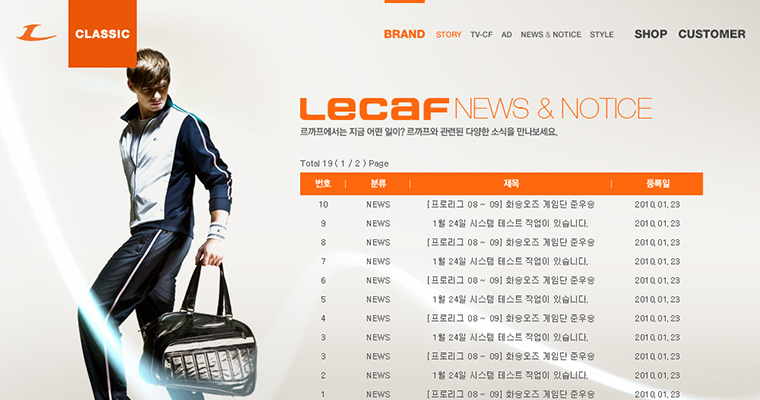 CLASSIC
BRAND STORY TV-CF AD NEWS & NOTICE STYLE SHOP CUSTOMER
Lecaf NEWS & NOTICE
르까프에서는 지금 어떤 일이? 르까프와 관련된 다양한 소식을 만나보세요.
Total 19 ( 1 / 2 ) Page
번호 | 분류 | 제목 | 등록일
10 NEWS [프로리그 08 ~ 09] 화승오즈 게임단 준우승 2010.01.23
9 NEWS 1월 24일 시스템 테스트 작업이 있습니다. 2010.01.23
8 NEWS [프로리그 08 ~ 09] 화승오즈 게임단 준우승 2010.01.23
7 NEWS 1월 24일 시스템 테스트 작업이 있습니다. 2010.01.23
6 NEWS [프로리그 08 ~ 09] 화승오즈 게임단 준우승 2010.01.23
5 NEWS 1월 24일 시스템 테스트 작업이 있습니다. 2010.01.23
4 NEWS [프로리그 08 ~ 09] 화승오즈 게임단 준우승 2010.01.23
3 NEWS 1월 24일 시스템 테스트 작업이 있습니다. 2010.01.23
3 NEWS [프로리그 08 ~ 09] 화승오즈 게임단 준우승 2010.01.23
2 NEWS 1월 24일 시스템 테스트 작업이 있습니다. 2010.01.23
1 NEWS [프로리그 08 ~ 09] 화승오즈 게임단 준우승 2010.01.23